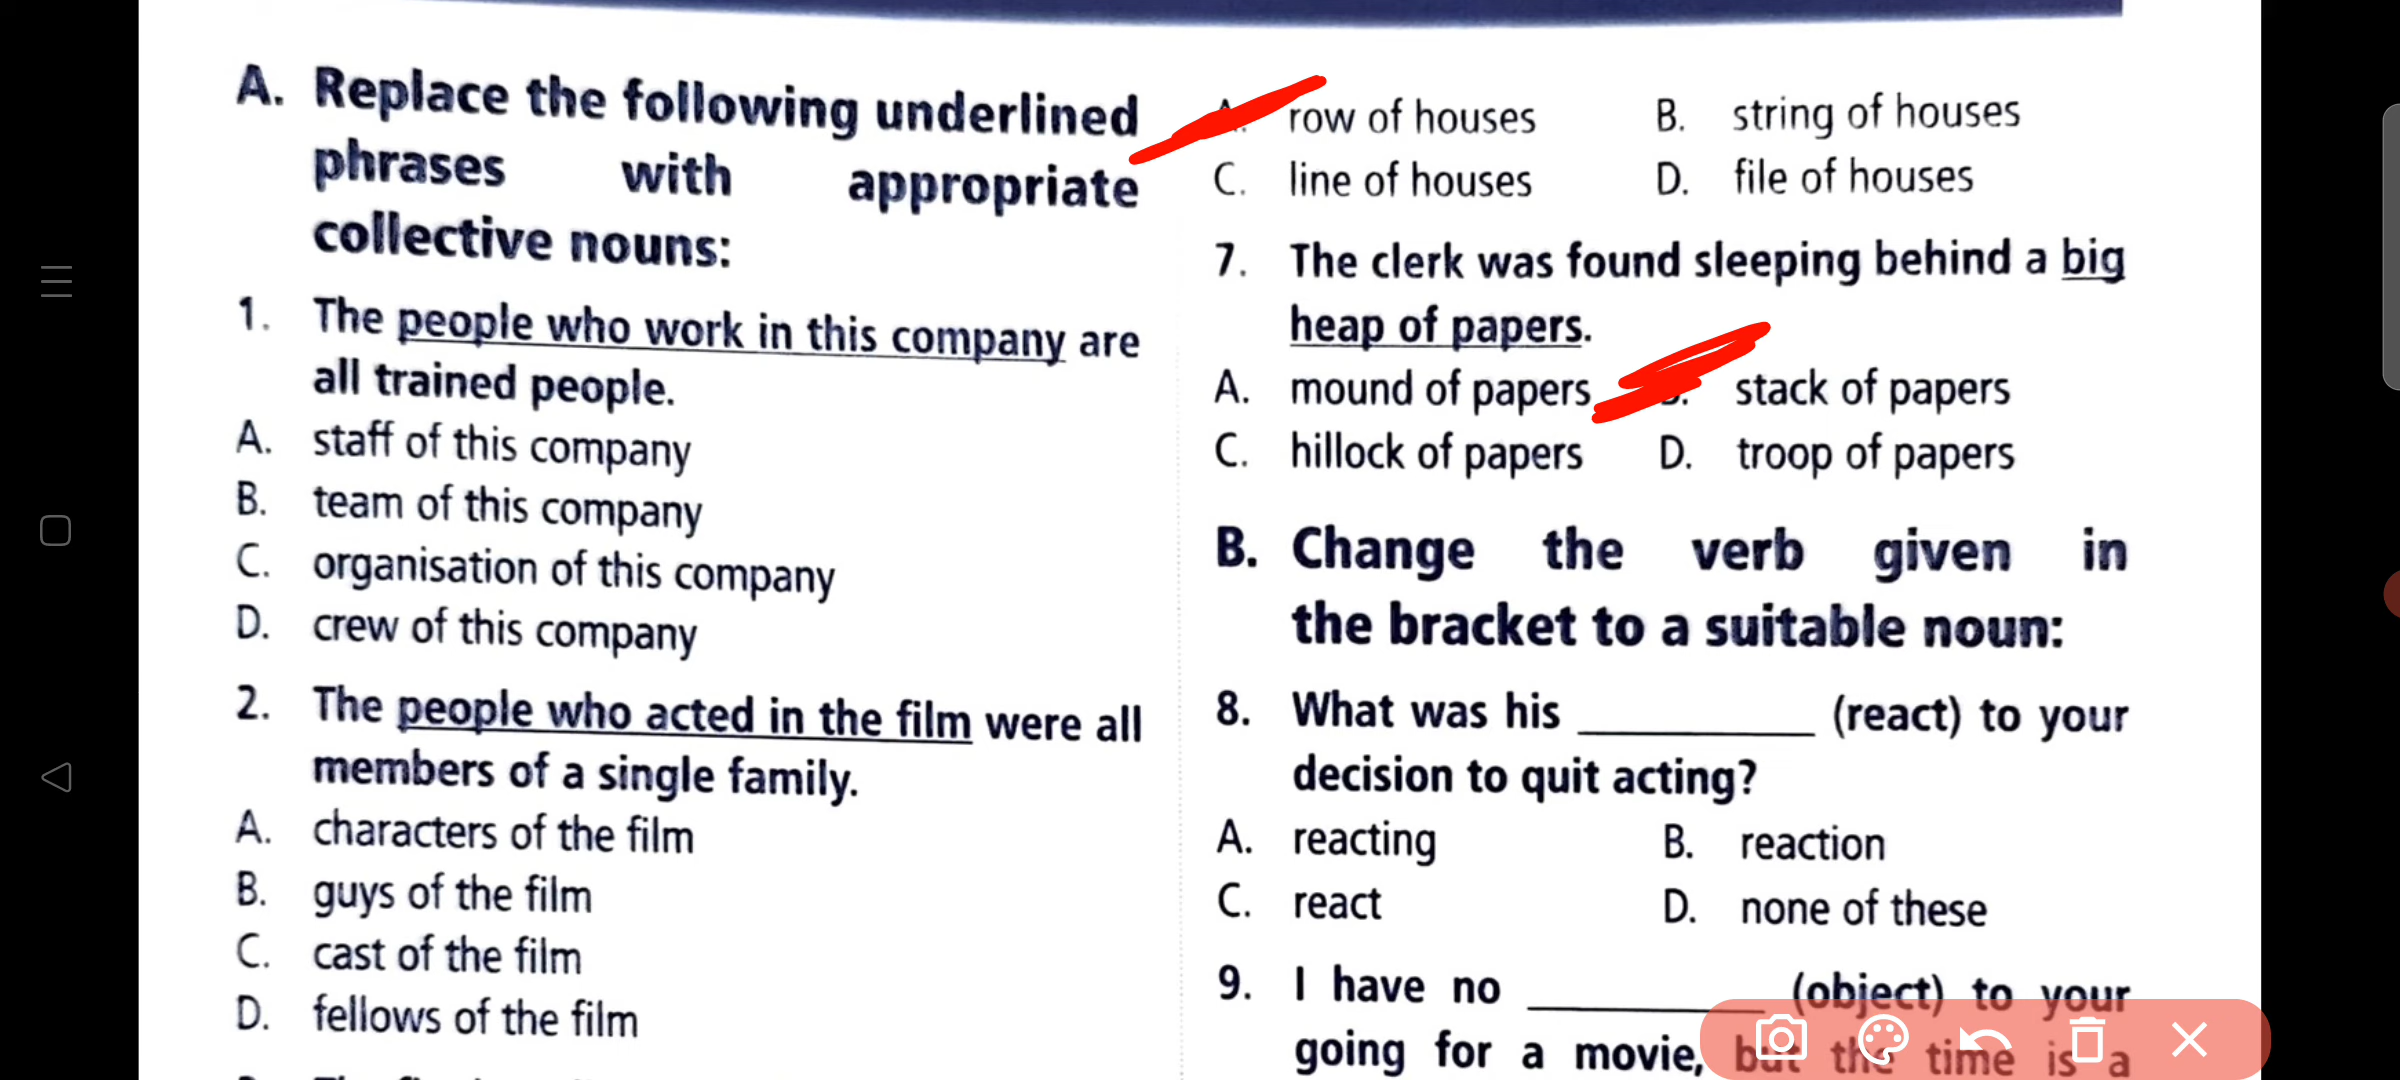 A. Replace the following underlined
phrases with appropriate
collective nouns:
1. The people who work in this company are
all trained people.
A. staff of this company
B. team of this company
C. organisation of this company
D. crew of this company
2. The people who acted in the film were all
members of a single family.
A. characters of the film
B. guys of the film
C. cast of the film
D. fellows of the film
row of houses B. string of houses
C. line of houses D. file of houses
7. The clerk was found sleeping behind a big
heap of papers.
A. mound of papers stack of papers
C. hillock of papers D. troop of papers
B. Change the verb given in
the bracket to a suitable noun:
8. What was his __________ (react) to your
decision to quit acting?
A. reacting B. reaction
C. react D. none of these
9. I have no __________ (object) to your
going for a movie, but the time is a